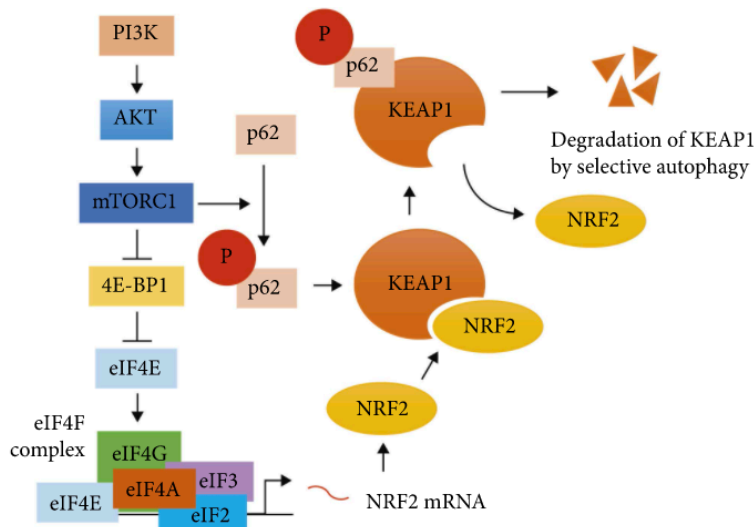 PI3K
AKT
mTORC1
4E-BP1
eIF4E
eIF4F
complex
eIF4G
eIF3
eIF4A
eIF4E
eIF2
p62
P
p62
P
p62
KEAP1
Degradation of KEAP1
by selective autophagy
NRF2
KEAP1
NRF2
NRF2
NRF2 mRNA